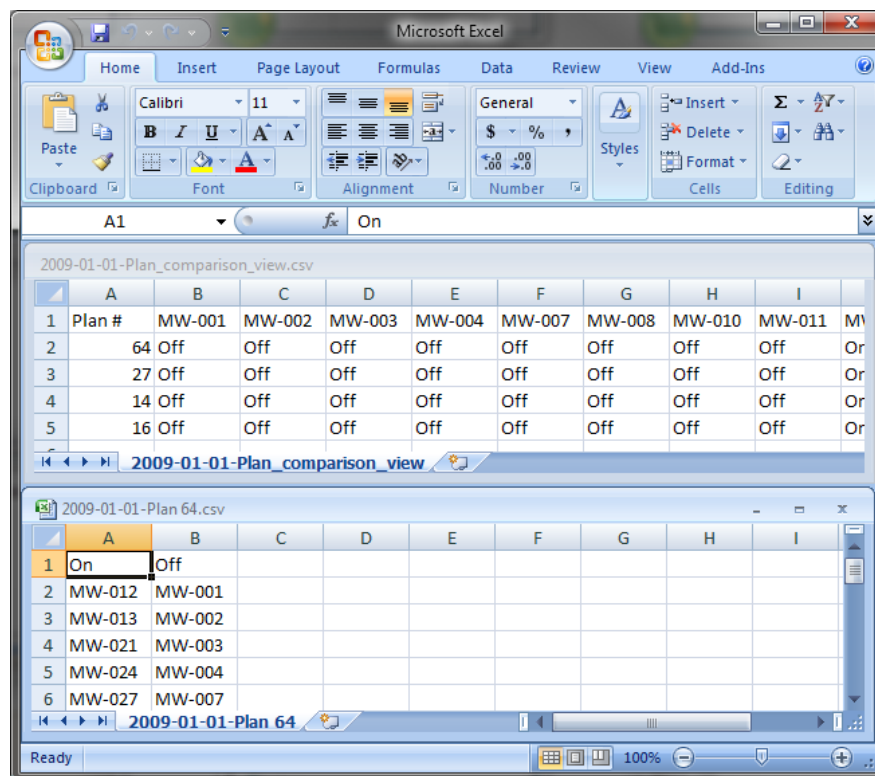 Microsoft Excel
Home Insert Page Layout Formulas Data Review View Add-Ins
Paste
Calibri 11
B I U A A
A
General
$ % ,
.0 .00 .00 .0
Styles
Insert
Delete
Format
Σ A Z
Clipboard Font Alignment Number Cells Editing
A1 fx On
2009-01-01-Plan_comparison_view.csv
A B C D E F G H I
1 Plan # MW-001 MW-002 MW-003 MW-004 MW-007 MW-008 MW-010 MW-011
2 64 Off Off Off Off Off Off Off Off
3 27 Off Off Off Off Off Off Off Off
4 14 Off Off Off Off Off Off Off Off
5 16 Off Off Off Off Off Off Off Off
2009-01-01-Plan_comparison_view
2009-01-01-Plan 64.csv
A B C D E F G H I
1 On Off
2 MW-012 MW-001
3 MW-013 MW-002
4 MW-021 MW-003
5 MW-024 MW-004
6 MW-027 MW-007
2009-01-01-Plan 64
Ready 100%